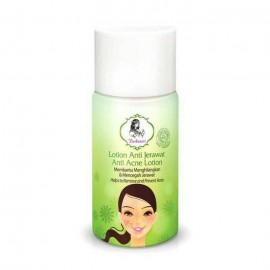 Lotion Anti Jerawat
Anti Acne Lotion
Membantu Menghilangkan
& Mencegah Jerawat
Helps to Remove and Prevent Acne